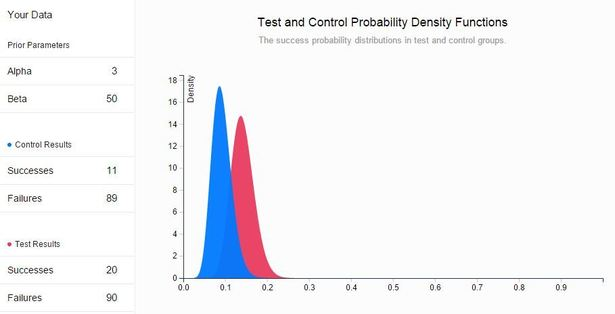 Your Data
Prior Parameters
Alpha 3
Beta 50
Control Results
Successes 11
Failures 89
Test Results
Successes 20
Failures 90
Test and Control Probability Density Functions
The success probability distributions in test and control groups.
Density
18
16
14
12
10
8
6
4
2
0
0.0 0.1 0.2 0.3 0.4 0.5 0.6 0.7 0.8 0.9